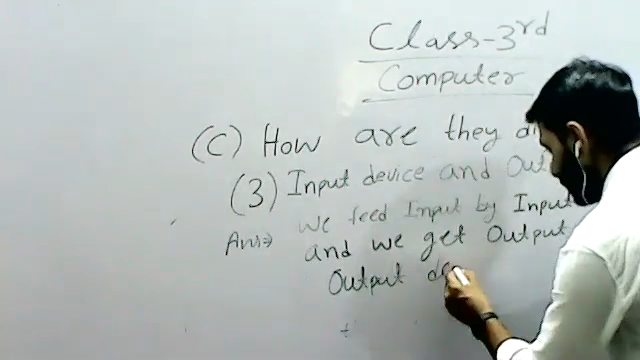 Class-3rd
Computer
(C) How are they
(3) Input device and
Ans⇒ We feed Input by Input
and we get Output
Output